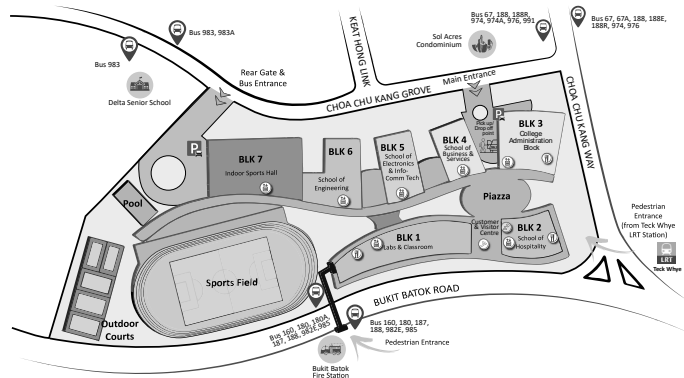 Bus 983, 983A
Bus 983
Delta Senior School
Rear Gate &
Bus Entrance
KEAT HONG LINK
CHOA CHU KANG GROVE
Bus 67, 188, 188R,
974, 974A, 976, 991
Sol Acres
Condominium
Main Entrance
Bus 67, 67A, 188, 188E,
188R, 974, 976
CHOA CHU KANG WAY
P
BLK 7
Indoor Sports Hall
BLK 6
School of
Engineering
BLK 5
School of
Electronics
& Info-
Comm Tech
BLK 4
School of
Business &
Services
Pick up/
Drop off
point
P
BLK 3
College
Administration
Block
Pool
Piazza
Customer
& Visitor
Centre
BLK 2
School of
Hospitality
BLK 1
Labs & Classroom
Pedestrian
Entrance
(from Teck Whye
LRT Station)
LRT
Teck Whye
Sports Field
Outdoor
Courts
BUKIT BATOK ROAD
Bus 160, 180, 180A,
187, 188, 982E, 985
Bus 160, 180, 187,
188, 982E, 985
Pedestrian Entrance
Bukit Batok
Fire Station